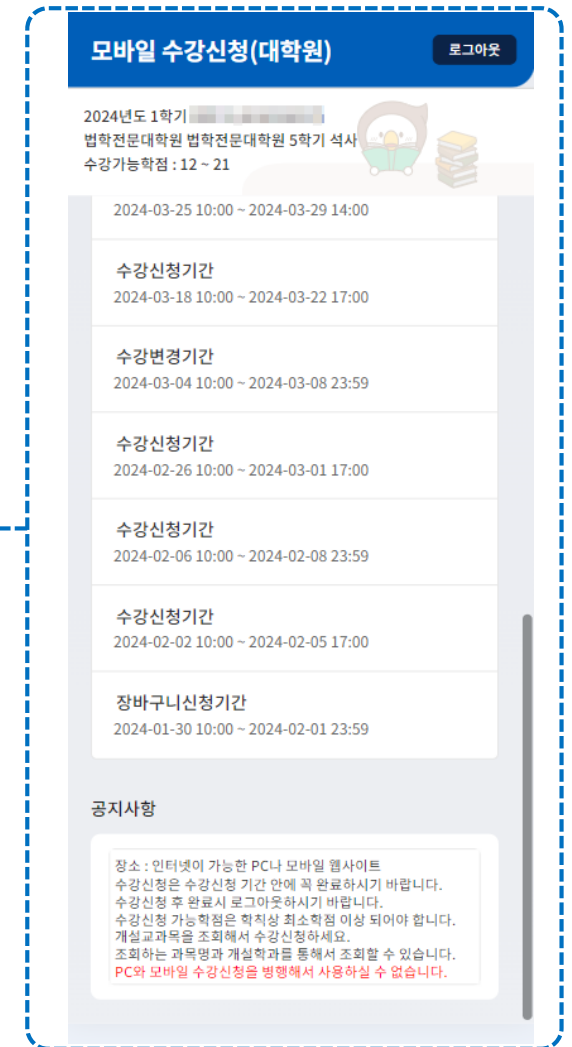 모바일 수강신청(대학원)
로그아웃
2024년도 1학기
법학전문대학원 법학전문대학원 5학기 석사
수강가능학점 : 12 ~ 21
2024-03-25 10:00 ~ 2024-03-29 14:00
수강신청기간
2024-03-18 10:00 ~ 2024-03-22 17:00
수강변경기간
2024-03-04 10:00 ~ 2024-03-08 23:59
수강신청기간
2024-02-26 10:00 ~ 2024-03-01 17:00
수강신청기간
2024-02-06 10:00 ~ 2024-02-08 23:59
수강신청기간
2024-02-02 10:00 ~ 2024-02-05 17:00
장바구니신청기간
2024-01-30 10:00 ~ 2024-02-01 23:59
공지사항
장소 : 인터넷이 가능한 PC나 모바일 웹사이트
수강신청은 수강신청 기간 안에 꼭 완료하시기 바랍니다.
수강신청 후 완료시 로그아웃하시기 바랍니다.
수강신청 가능학점은 학칙상 최소학점 이상 되어야 합니다.
개설교과목을 조회해서 수강신청하세요.
조회하는 과목명과 개설학과를 통해서 조회할 수 있습니다.
PC와 모바일 수강신청을 병행해서 사용하실 수 없습니다.